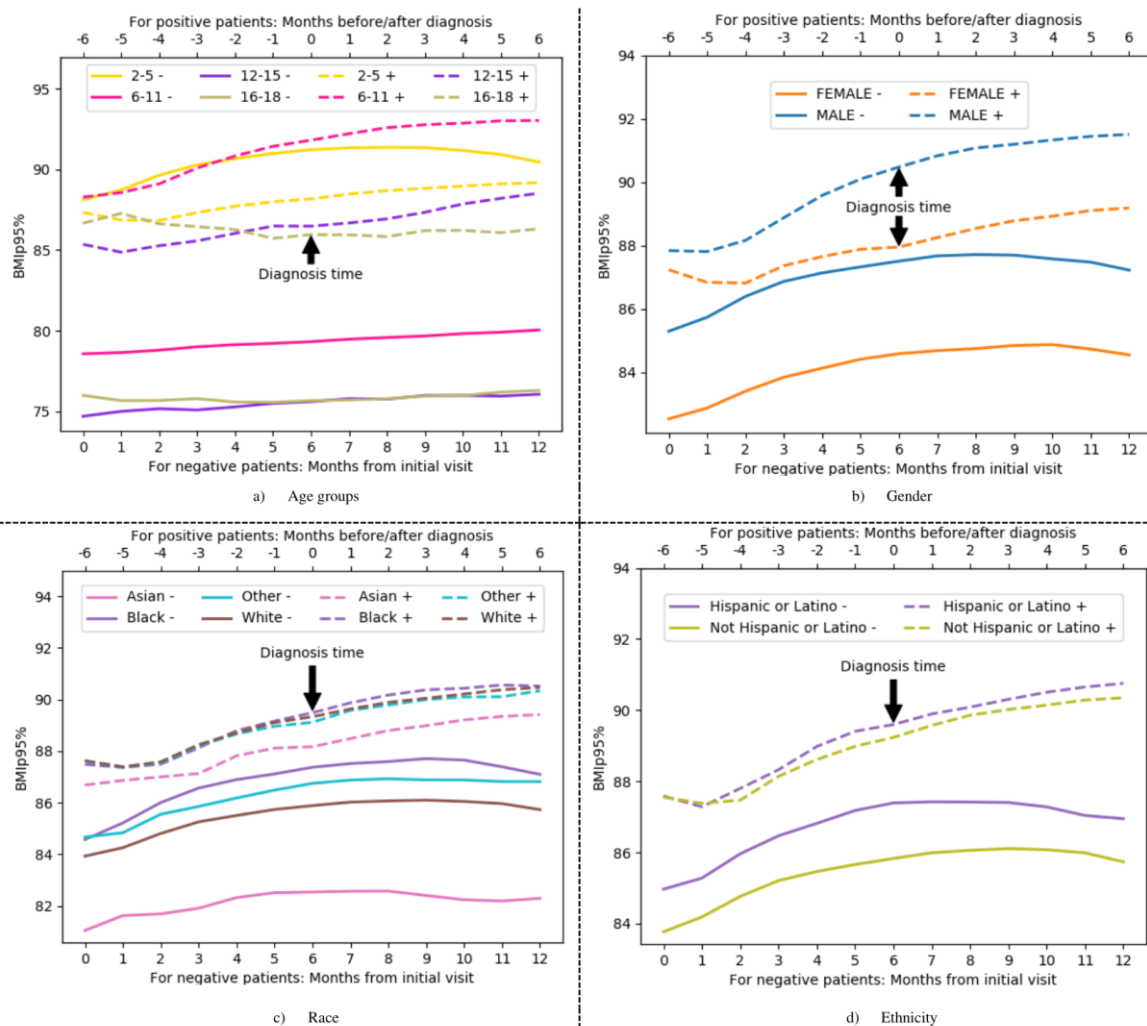 For positive patients: Months before/after diagnosis
-6 -5 -4 -3 -2 -1 0 1 2 3 4 5 6
2-5 - 12-15 - 2-5 + 12-15 +
6-11 - 16-18 - 6-11 + 16-18 +
95
90
85
80
75
BMIp95%
Diagnosis time
0 1 2 3 4 5 6 7 8 9 10 11 12
For negative patients: Months from initial visit
a) Age groups
For positive patients: Months before/after diagnosis
-6 -5 -4 -3 -2 -1 0 1 2 3 4 5 6
94
92
90
88
86
84
BMIp95%
FEMALE - FEMALE +
MALE - MALE +
Diagnosis time
0 1 2 3 4 5 6 7 8 9 10 11 12
For negative patients: Months from initial visit
b) Gender
For positive patients: Months before/after diagnosis
-6 -5 -4 -3 -2 -1 0 1 2 3 4 5 6
94
92
90
88
86
84
82
BMIp95%
Asian - Other - Asian + Other +
Black - White - Black + White +
Diagnosis time
0 1 2 3 4 5 6 7 8 9 10 11 12
For negative patients: Months from initial visit
c) Race
For positive patients: Months before/after diagnosis
-6 -5 -4 -3 -2 -1 0 1 2 3 4 5 6
94
92
90
88
86
84
BMIp95%
Hispanic or Latino - Hispanic or Latino +
Not Hispanic or Latino - Not Hispanic or Latino +
Diagnosis time
0 1 2 3 4 5 6 7 8 9 10 11 12
For negative patients: Months from initial visit
d) Ethnicity